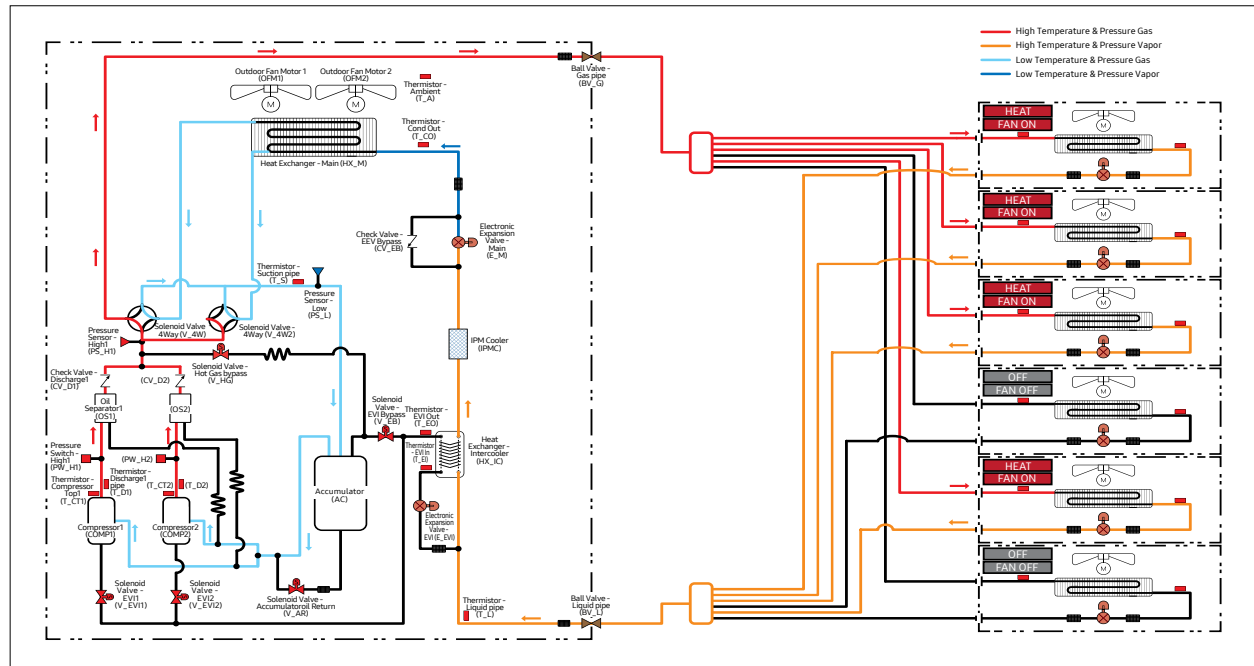 High Temperature & Pressure Gas
High Temperature & Pressure Vapor
Low Temperature & Pressure Gas
Low Temperature & Pressure Vapor
Outdoor Fan Motor 1
(OFM1)
Outdoor Fan Motor 2
(OFM2)
M
M
Thermistor -
Ambient
(T_A)
Ball Valve -
Gas pipe
(BV_G)
Thermistor -
Cond Out
(T_CO)
Heat Exchanger - Main (HX_M)
Check Valve -
EEV Bypass
(CV_EB)
Electronic
Expansion
Valve -
Main
(E_M)
Thermistor -
Suction pipe
(T_S)
Pressure
Sensor -
Low
(PS_L)
Solenoid Valve -
4Way (V_4W)
Solenoid Valve -
4Way (V_4W2)
Pressure
Sensor -
High1
(PS_H1)
IPM Cooler
(IPMC)
Solenoid Valve -
Hot Gas bypass
(V_HG)
Check Valve -
Discharge1
(CV_D1)
(CV_D2)
Oil
Separator1
(OS1)
(OS2)
Solenoid
Valve -
EVI Bypass
(V_EB)
Thermistor -
EVI Out
(T_EO)
Thermistor
- EVI In
(T_EI)
Heat
Exchanger -
Intercooler
(HX_IC)
Pressure
Switch -
High1
(PW_H1)
(PW_H2)
Thermistor -
Compressor
Top1
(T_CT1)
Thermistor -
Discharge1
pipe
(T_D1)
(T_CT2)
(T_D2)
Accumulator
(AC)
Compressor1
(COMP1)
Compressor2
(COMP2)
Electronic
Expansion
Valve -
EVI (E_EVI)
Solenoid
Valve -
EVI1
(V_EVI1)
Solenoid
Valve -
EVI2
(V_EVI2)
Solenoid Valve -
Accumulatoroil Return
(V_AR)
Thermistor -
Liquid pipe
(T_L)
Ball Valve -
Liquid pipe
(BV_L)
HEAT
FAN ON
M
HEAT
FAN ON
M
HEAT
FAN ON
M
OFF
FAN OFF
M
HEAT
FAN ON
M
OFF
FAN OFF
M